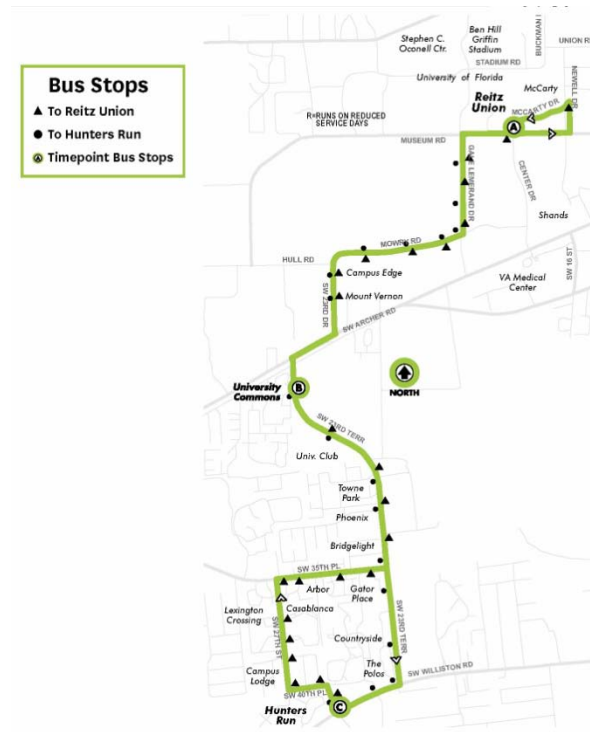 Bus Stops
To Reitz Union
To Hunters Run
A Timepoint Bus Stops
Stephen C.
Oconell Ctr.
Ben Hill
Griffin
Stadium
STADIUM RD
BUCKMAN
UNION R
University of Florida
McCarty
NEWELL DR
Reitz
Union
MCCARTY DR
A
R=RUNS ON REDUCED
SERVICE DAYS
MUSEUM RD
GALE LEMERAND DR
CENTER DR
Shands
MOWRY RD
HULL RD
SW 16 ST
Campus Edge
VA Medical
Center
Mount Vernon
SW 23RD DR
SW ARCHER RD
University
Commons
B
NORTH
SW 23RD TERR
Univ. Club
Towne
Park
Phoenix
Bridgelight
SW 35TH PL
Arbor
Gator
Place
Lexington
Crossing
Casablanca
SW 27TH ST
SW 23RD TERR
Countryside
The
Polos
Campus
Lodge
SW WILLISTON RD
SW 40TH PL
Hunters
Run
C